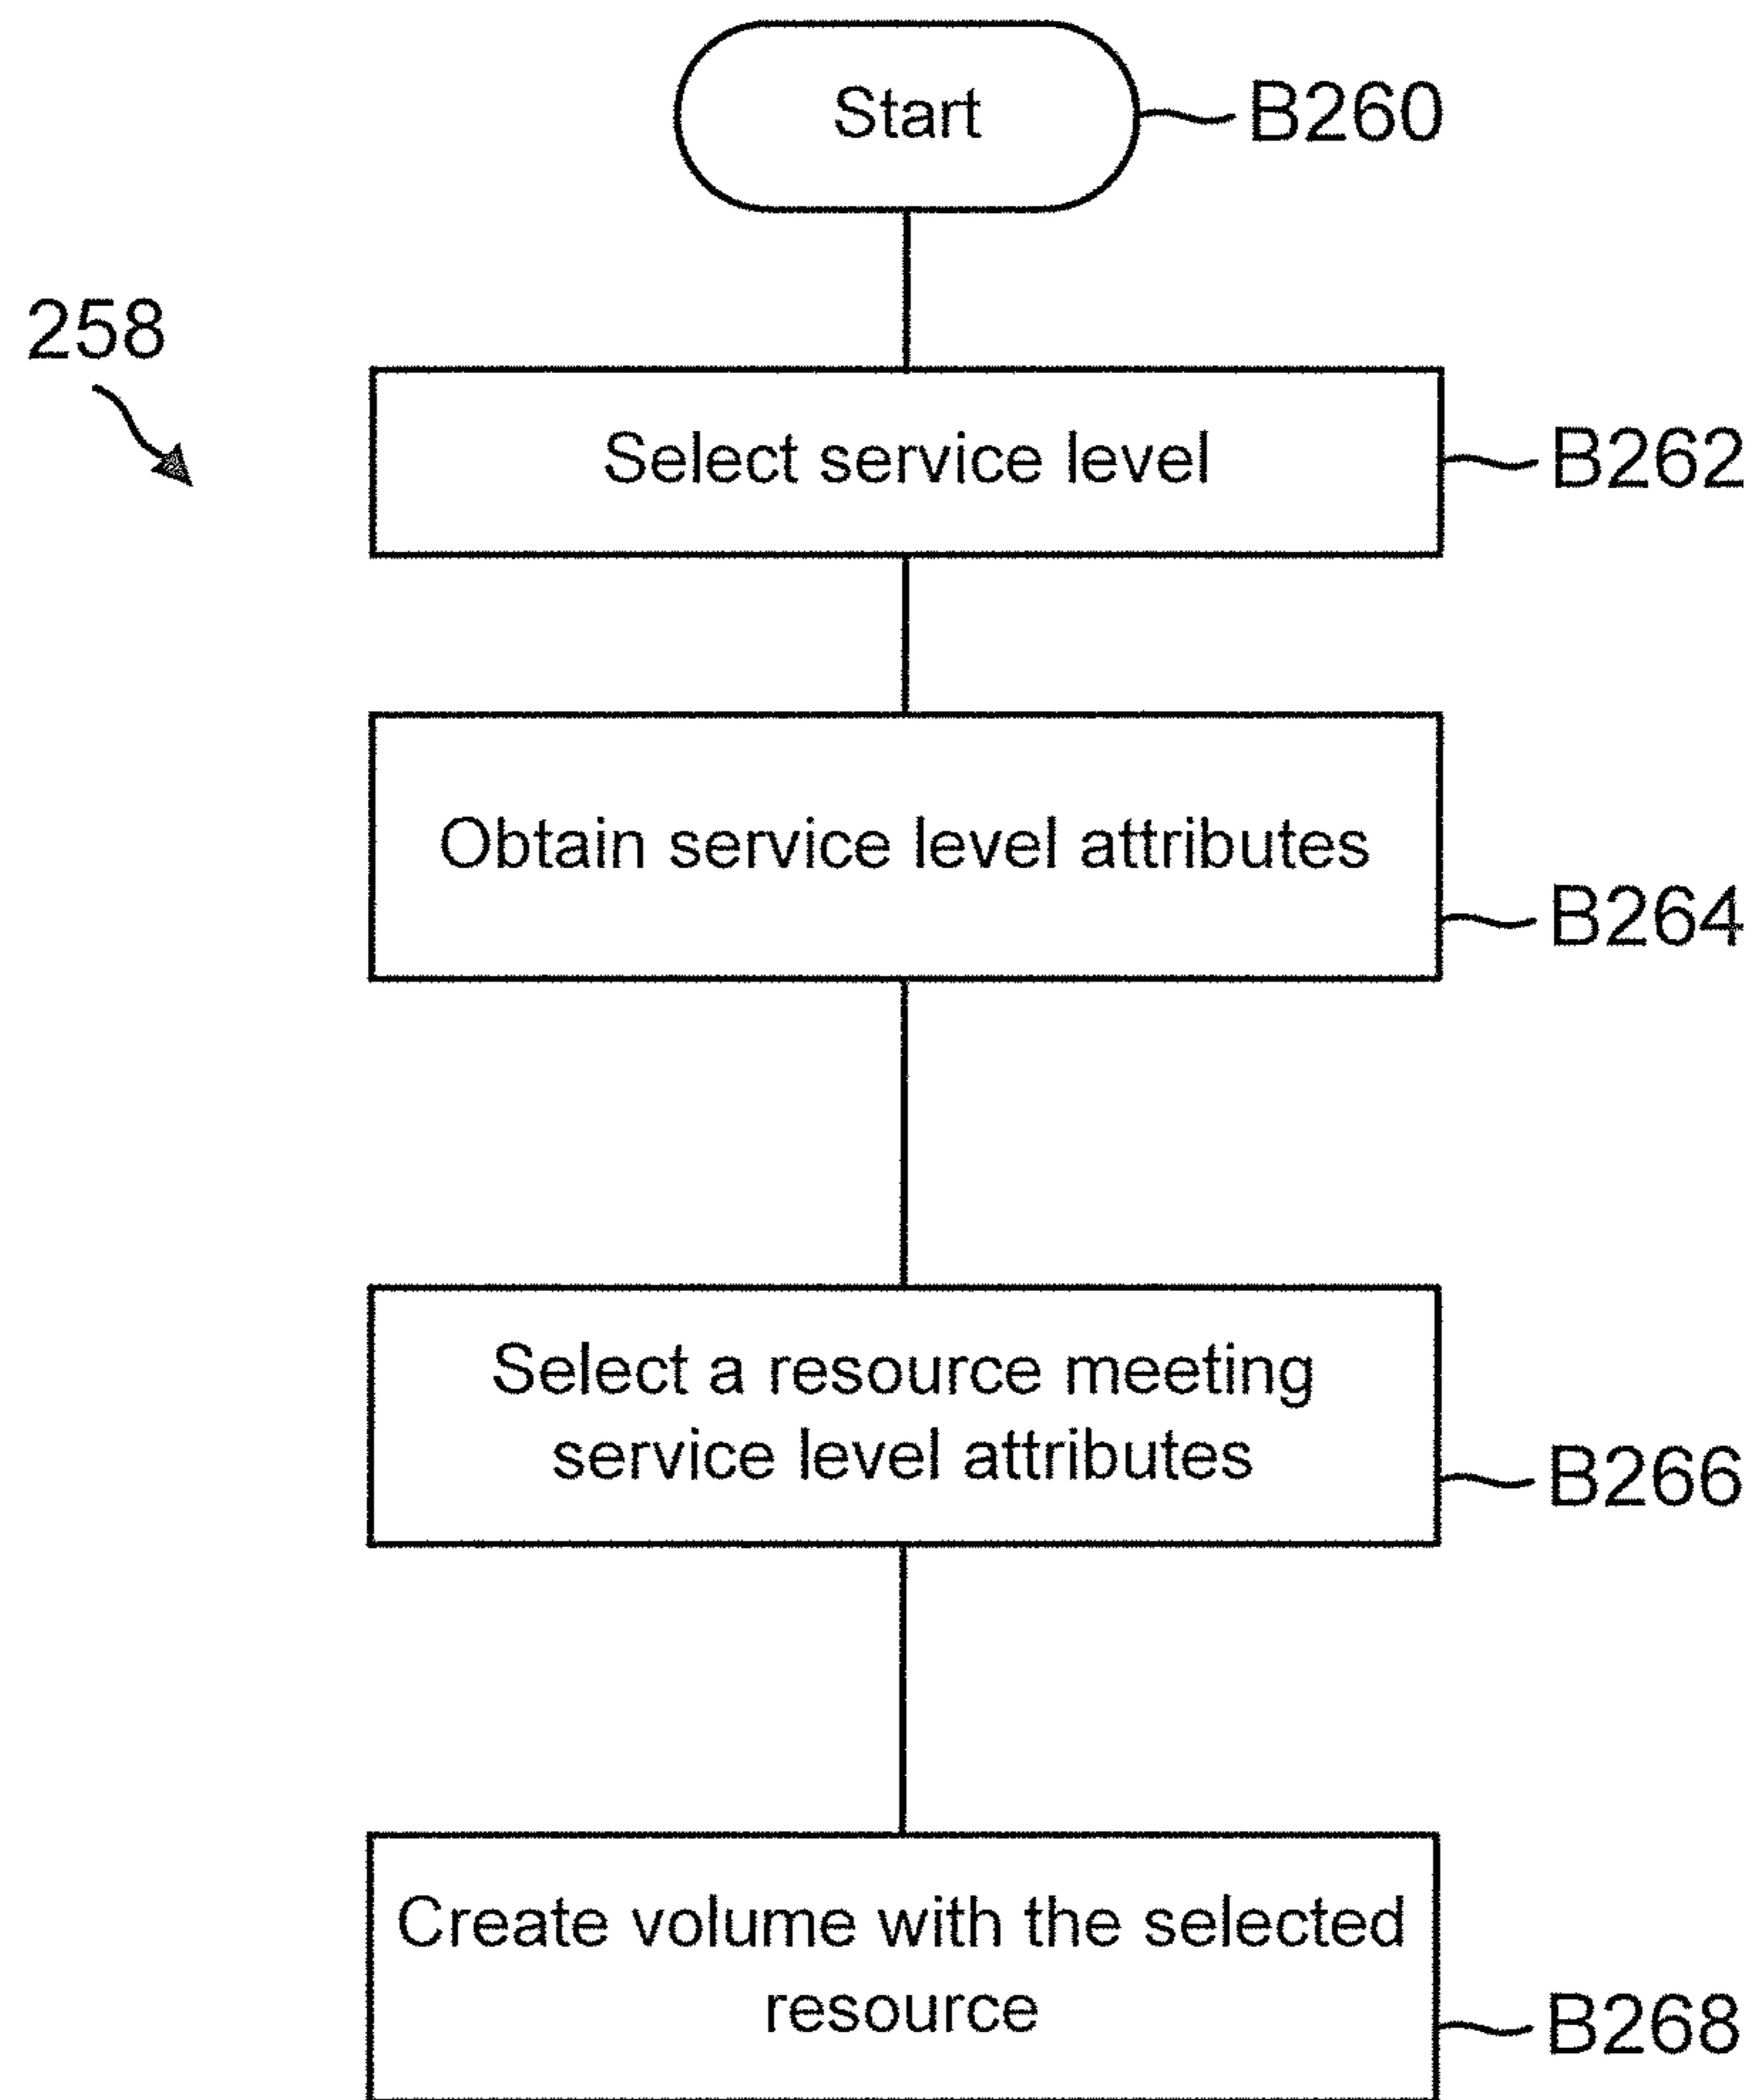 Start
B260
258
Select service level
B262
Obtain service level attributes
B264
Select a resource meeting
service level attributes
B266
Create volume with the selected
resource
B268